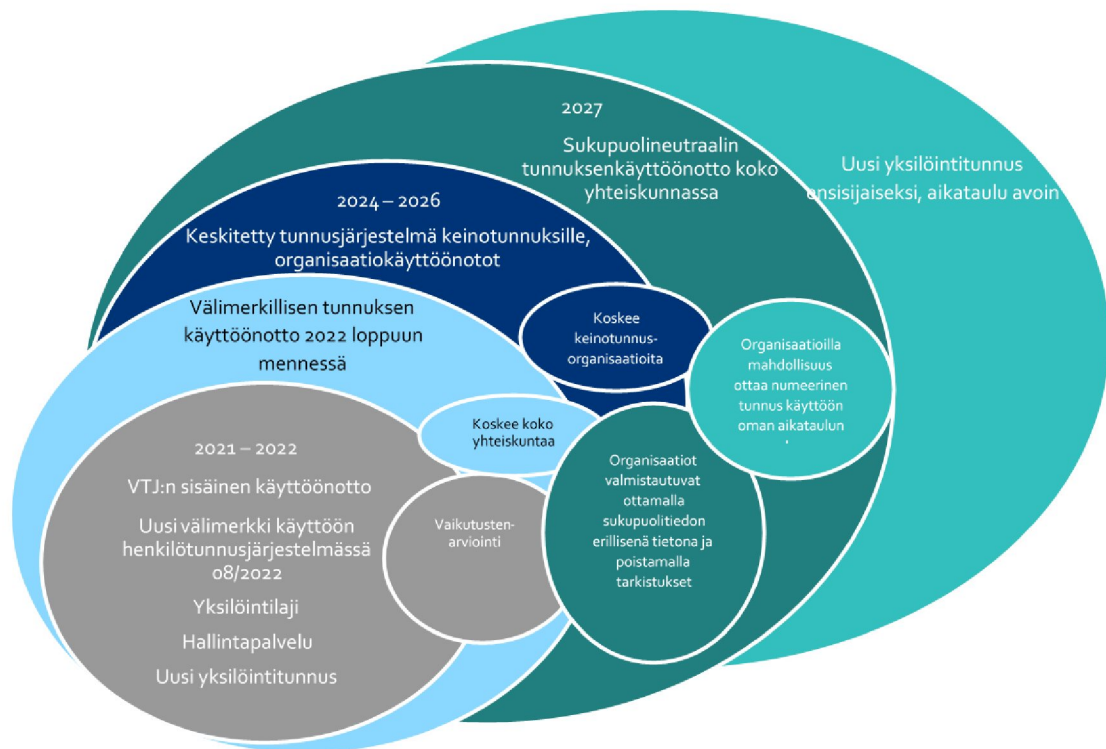 2027
Sukupuolineutraalin
tunnuksenkäyttöönotto koko
yhteiskunnassa
Uusi yksilöintitunnus
ensisijaiseksi, aikataulu avoin
2024 – 2026
Keskitetty tunnusjärjestelmä keinotunnuksille,
organisaatiokäyttöönotot
Välimerkillisen tunnuksen
käyttöönotto 2022 loppuun
mennessä
Koskee
keinotunnus-
organisaatioita
Organisaatioilla
mahdollisuus
ottaa numeerinen
tunnus käyttöön
oman aikataulun
Koskee koko
yhteiskuntaa
2021 – 2022
VTJ:n sisäinen käyttöönotto
Uusi välimerkki käyttöön
henkilötunnusjärjestelmässä
08/2022
Yksilöintilaji
Hallintapalvelu
Uusi yksilöintitunnus
Vaikutusten-
arviointi
Organisaatiot
valmistautuvat
ottamalla
sukupuolitiedon
erillisenä tietona ja
poistamalla
tarkistukset